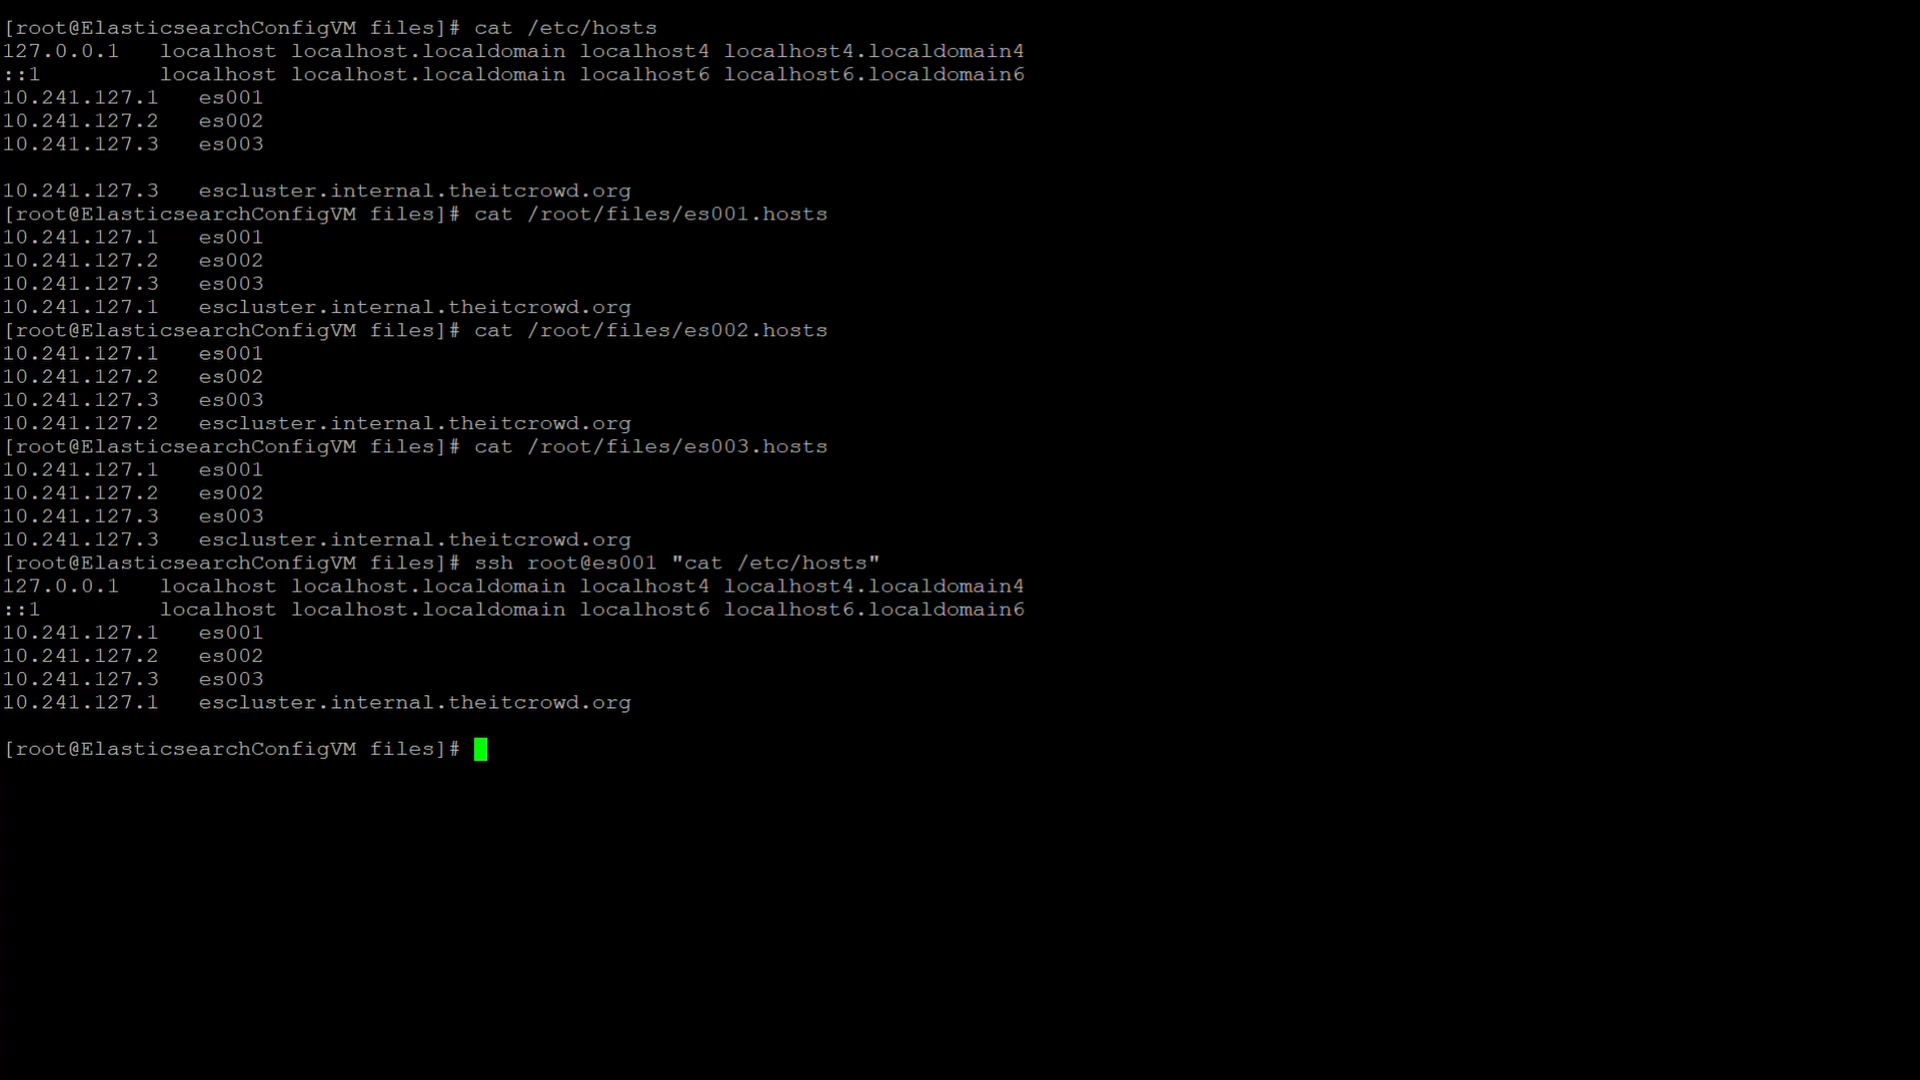 [root@ElasticsearchConfigVM files]# cat /etc/hosts
127.0.0.1   localhost localhost.localdomain localhost4 localhost4.localdomain4
::1         localhost localhost.localdomain localhost6 localhost6.localdomain6
10.241.127.1   es001
10.241.127.2   es002
10.241.127.3   es003
10.241.127.3   escluster.internal.theitcrowd.org
[root@ElasticsearchConfigVM files]# cat /root/files/es001.hosts
10.241.127.1   es001
10.241.127.2   es002
10.241.127.3   es003
10.241.127.1   escluster.internal.theitcrowd.org
[root@ElasticsearchConfigVM files]# cat /root/files/es002.hosts
10.241.127.1   es001
10.241.127.2   es002
10.241.127.3   es003
10.241.127.2   escluster.internal.theitcrowd.org
[root@ElasticsearchConfigVM files]# cat /root/files/es003.hosts
10.241.127.1   es001
10.241.127.2   es002
10.241.127.3   es003
10.241.127.3   escluster.internal.theitcrowd.org
[root@ElasticsearchConfigVM files]# ssh root@es001 "cat /etc/hosts"
127.0.0.1   localhost localhost.localdomain localhost4 localhost4.localdomain4
::1         localhost localhost.localdomain localhost6 localhost6.localdomain6
10.241.127.1   es001
10.241.127.2   es002
10.241.127.3   es003
10.241.127.1   escluster.internal.theitcrowd.org
[root@ElasticsearchConfigVM files]#